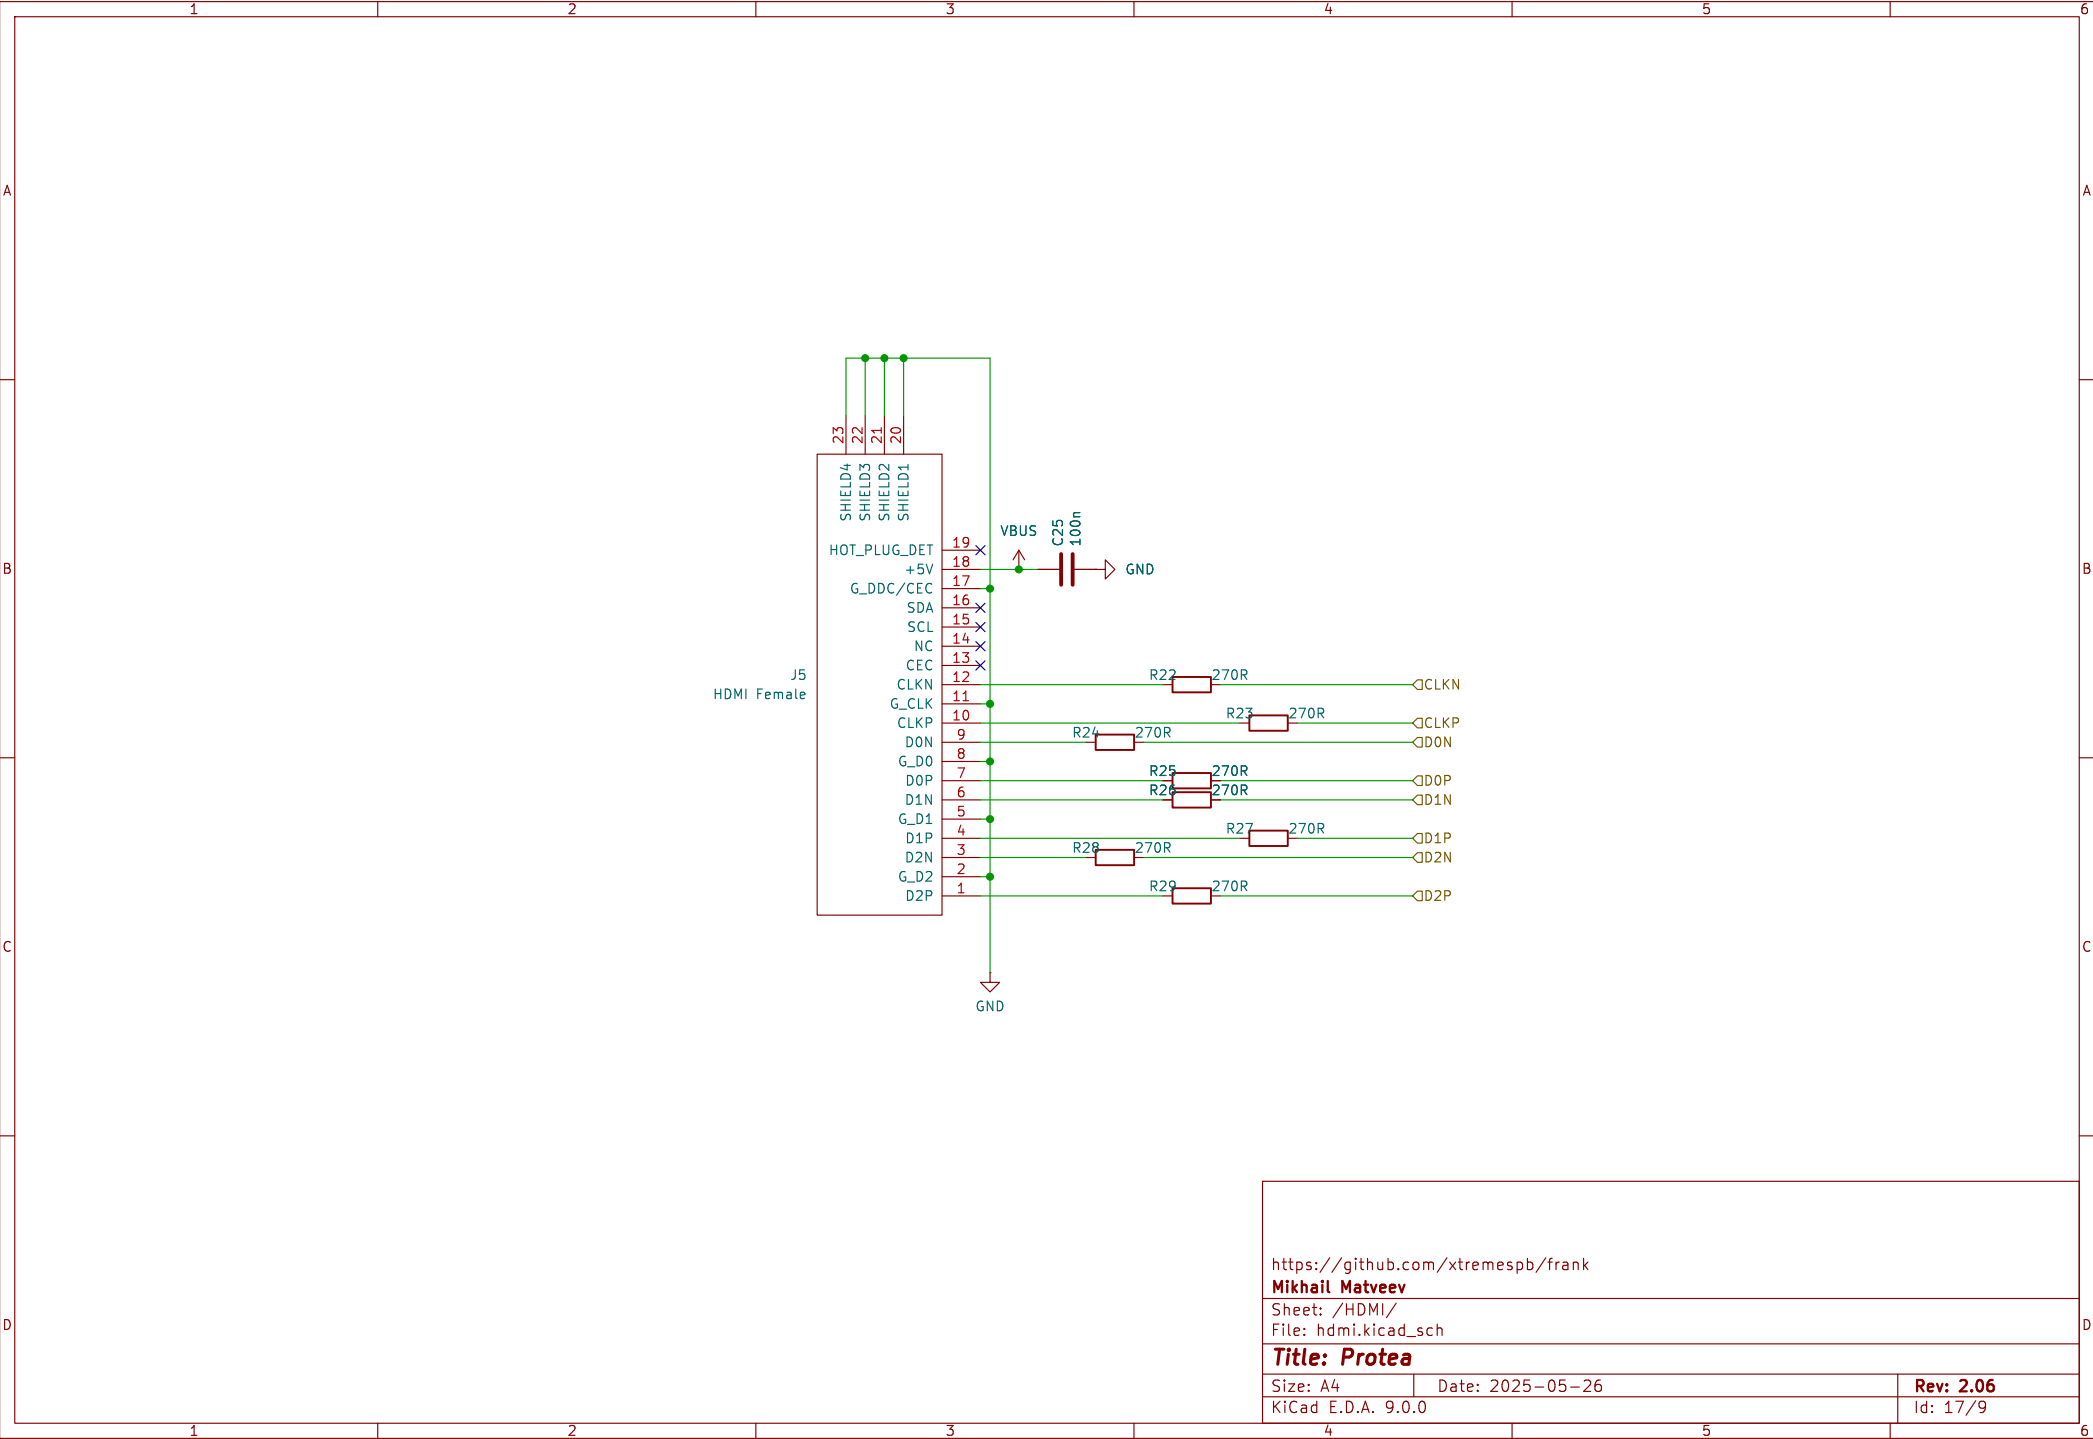 1 2 3 4 5 6
A A
23 22 21 20
SHIELD4 SHIELD3 SHIELD2 SHIELD1
VBUS C25 100n
HOT_PLUG_DET 19
+5V 18 GND
B B
G_DDC/CEC 17
SDA 16
SCL 15
NC 14
CEC 13
J5 R22 270R
HDMI Female CLKN 12 CLKN
G_CLK 11
R23 270R
CLKP 10 CLKP
R24 270R
D0N 9 D0N
G_D0 8
R25 270R
D0P 7 D0P
R26 270R
D1N 6 D1N
G_D1 5
R27 270R
D1P 4 D1P
R28 270R
D2N 3 D2N
G_D2 2
R29 270R
D2P 1 D2P
C C
GND
https://github.com/xtremespb/frank
Mikhail Matveev
Sheet: /HDMI/
D D
File: hdmi.kicad_sch
Title: Protea
Size: A4 Date: 2025-05-26 Rev: 2.06
KiCad E.D.A. 9.0.0 Id: 17/9
1 2 3 4 5 6